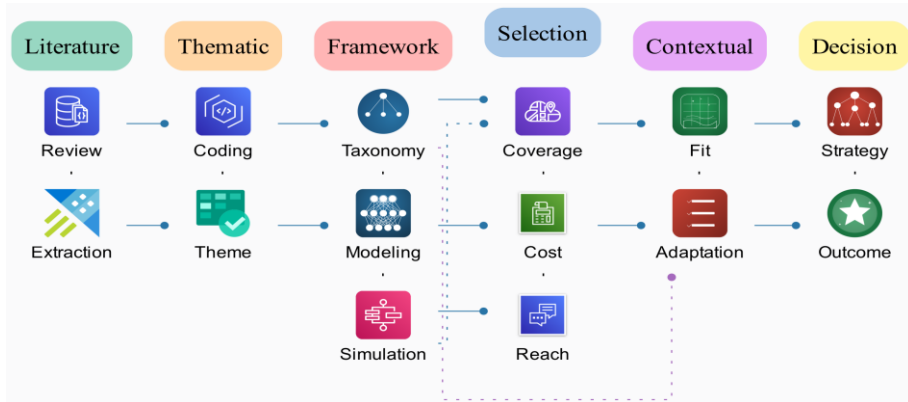 Literature
Thematic
Framework
Selection
Contextual
Decision
Review
Coding
Taxonomy
Coverage
Fit
Strategy
Extraction
Theme
Modeling
Cost
Adaptation
Outcome
Simulation
Reach